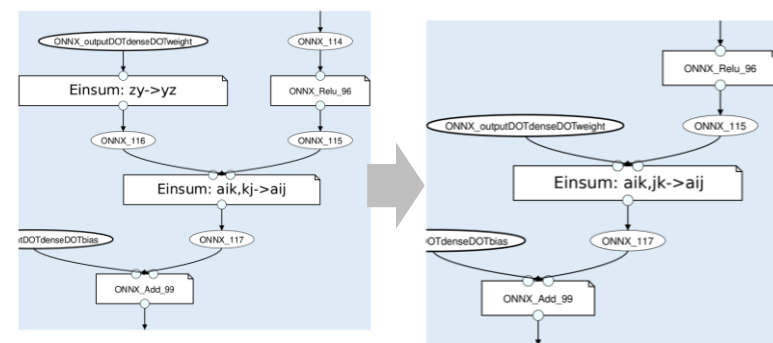 ONNX_outputDOTdenseDOTweight
ONNX_114
Einsum: zy->yz
ONNX_Relu_96
ONNX_116
ONNX_115
Einsum: aik,kj->aij
utDOTdenseDOTbias
ONNX_117
ONNX_Add_99
ONNX_Relu_96
ONNX_outputDOTdenseDOTweight
ONNX_115
Einsum: aik,jk->aij
DOTdenseDOTbias
ONNX_117
ONNX_Add_99